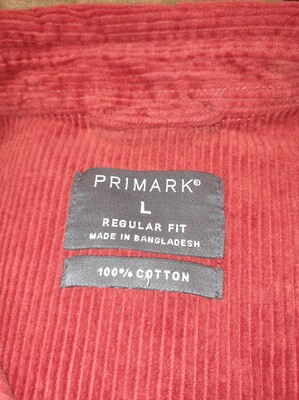 PRIMARK®
L
REGULAR FIT
MADE IN BANGLADESH
100% COTTON